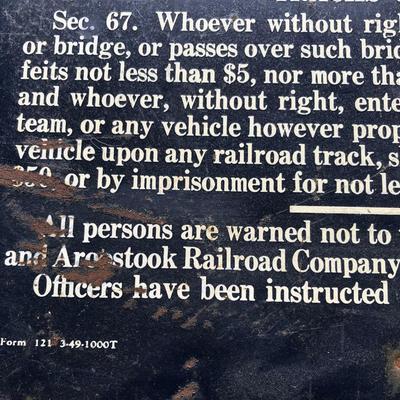 Sec. 67. Whoever without righ
or bridge, or passes over such brid
feits not less than $5, nor more tha
and whoever, without right, ente
team, or any vehicle however prop
vehicle upon any railroad track, s
$50, or by imprisonment for not le
All persons are warned not to
and Aroostook Railroad Company
Officers have been instructed
Form 121 3-49-1000T